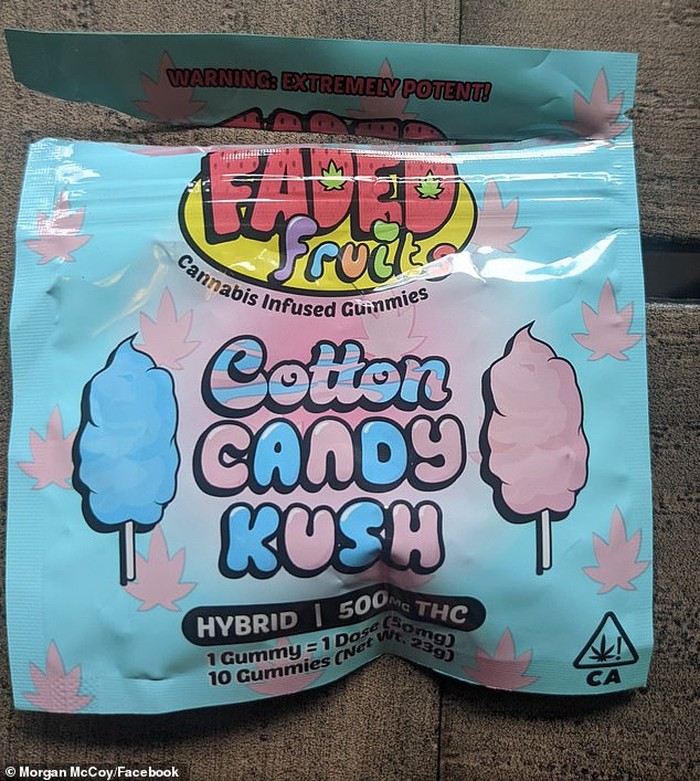 WARNING: EXTREMELY POTENT!
FADED
Fruits
Cannabis Infused Gummies
Cotton
CANDY
KUSH
HYBRID | 500MG THC
1 Gummy = 1 Dose (50mg)
10 Gummies (Net Wt. 23g)
CA
© Morgan McCoy/Facebook